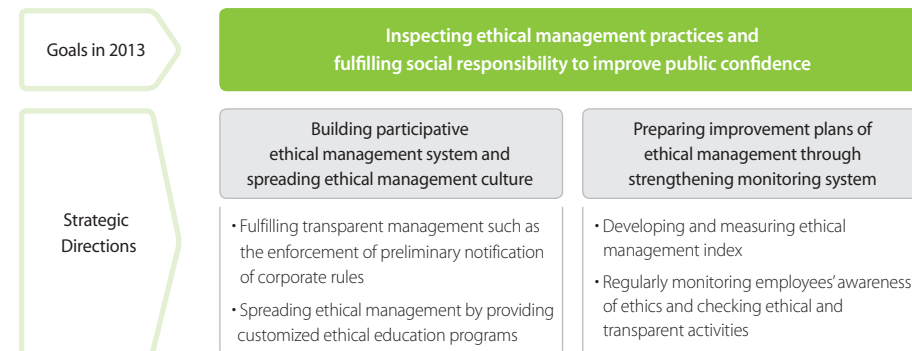 Goals in 2013
Inspecting ethical management practices and
fulfilling social responsibility to improve public confidence
Strategic
Directions
Building participative
ethical management system and
spreading ethical management culture
• Fulfilling transparent management such as
the enforcement of preliminary notification
of corporate rules
• Spreading ethical management by providing
customized ethical education programs
Preparing improvement plans of
ethical management through
strengthening monitoring system
• Developing and measuring ethical
management index
• Regularly monitoring employees' awareness
of ethics and checking ethical and
transparent activities